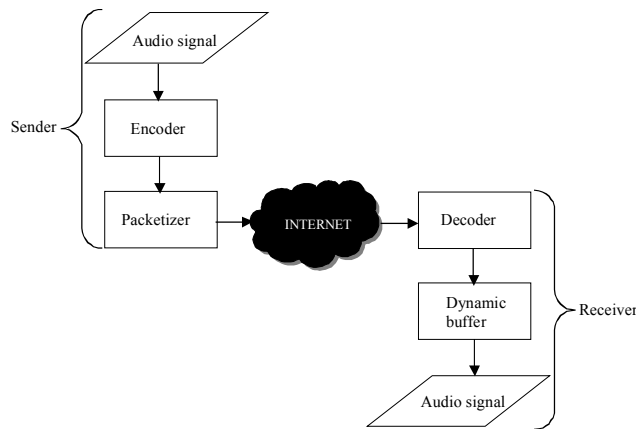 Audio signal
Sender
Encoder
Packetizer
INTERNET
Decoder
Dynamic
buffer
Receiver
Audio signal